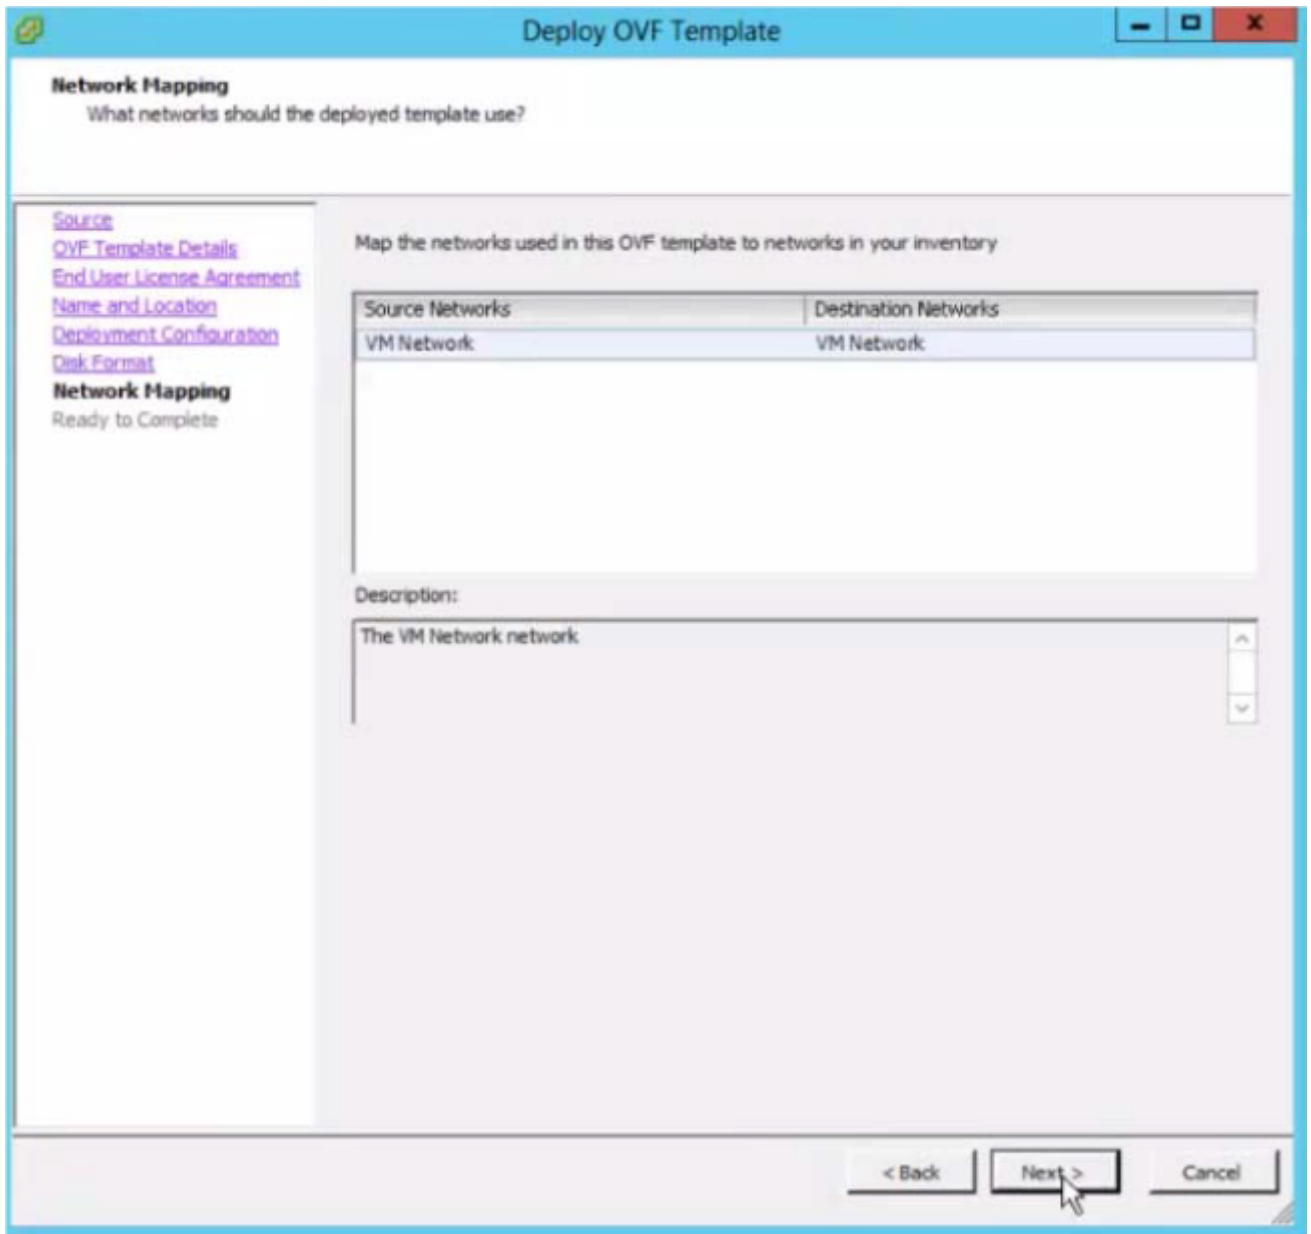 Deploy OVF Template
Network Mapping
What networks should the deployed template use?
Source
OVF Template Details
End User License Agreement
Name and Location
Deployment Configuration
Disk Format
Network Mapping
Ready to Complete
Map the networks used in this OVF template to networks in your inventory
Source Networks Destination Networks
VM Network VM Network
Description:
The VM Network network
< Back Next > Cancel